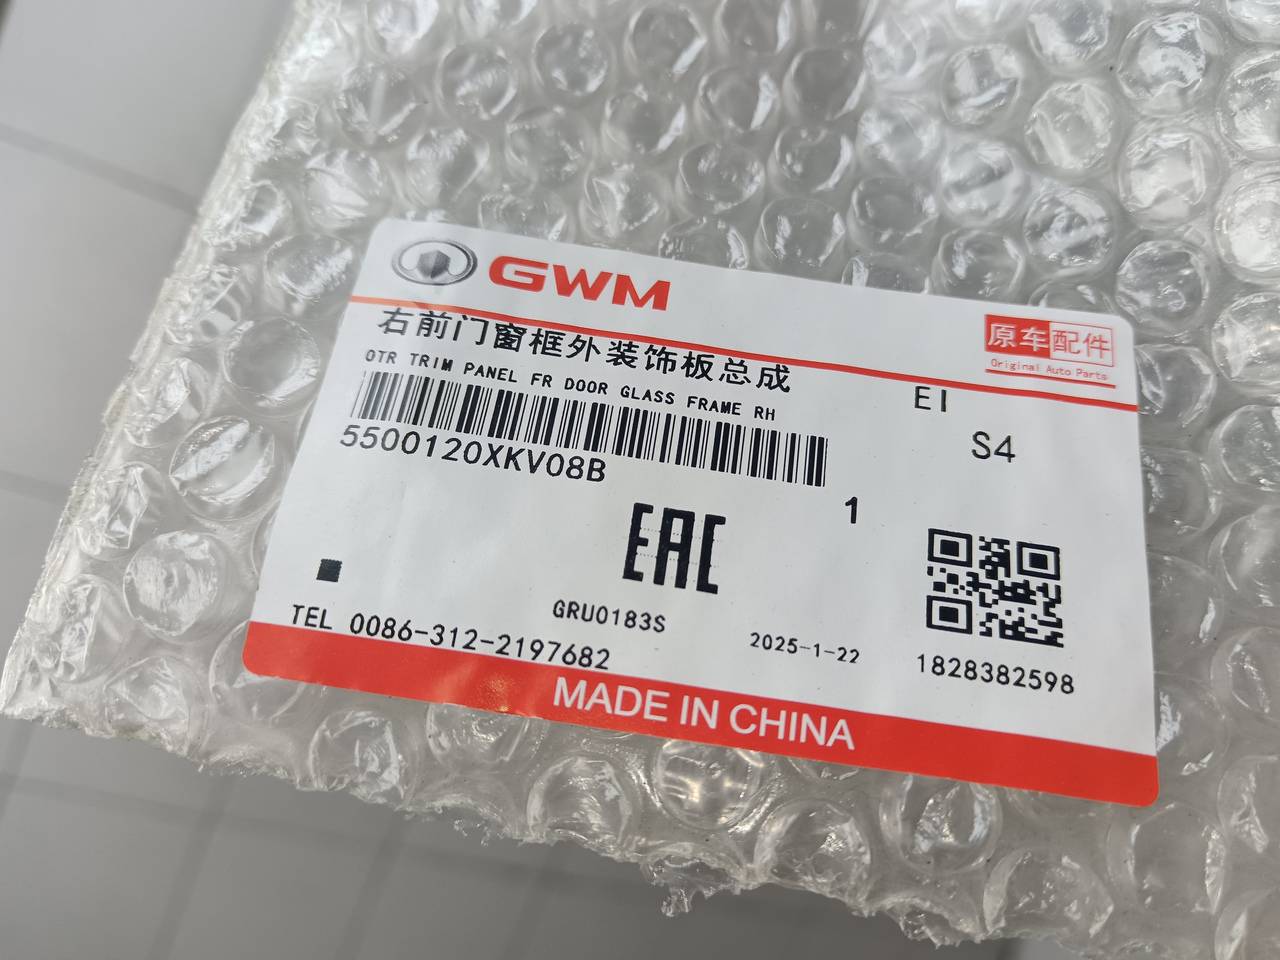 GWM
原车配件
Original Auto Parts
右前门窗框外装饰板总成
OTR TRIM PANEL FR DOOR GLASS FRAME RH
EI
S4
5500120XKV08B
1
EAC
GRU0183S
TEL 0086-312-2197682
2025-1-22
1828382598
MADE IN CHINA